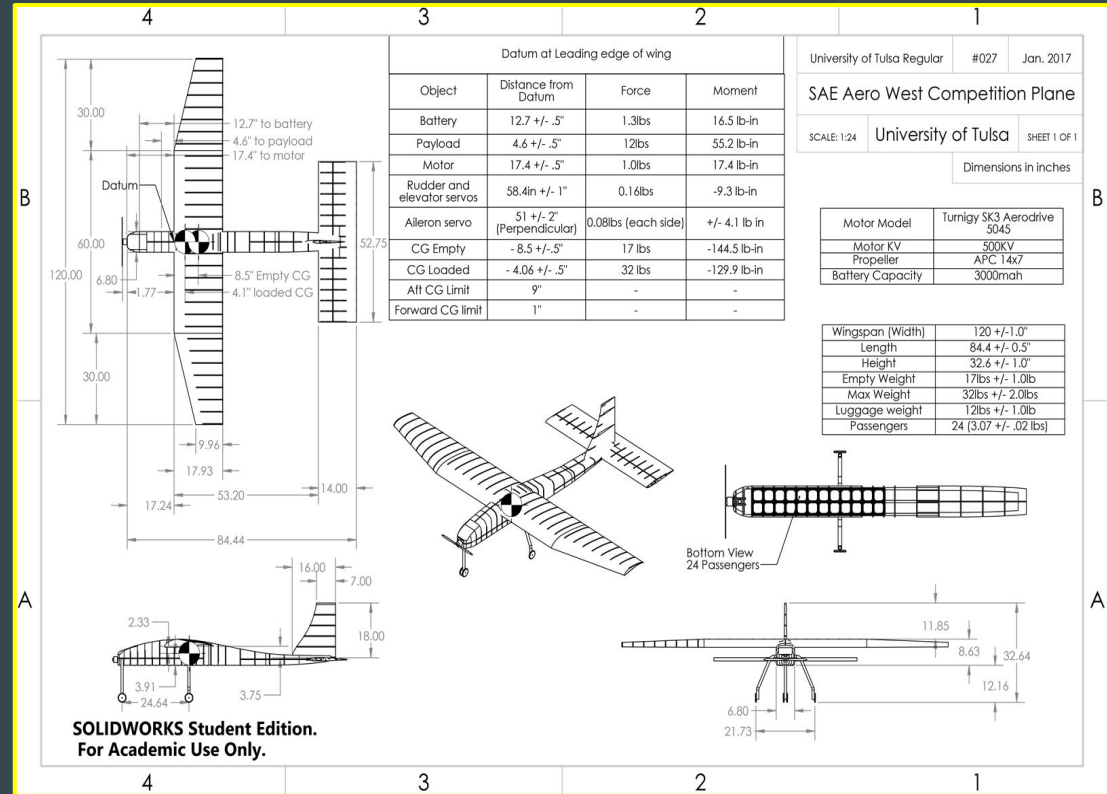 4 3 2 1
B
A
B
A
30.00
60.00
120.00
30.00
12.7" to battery
4.6" to payload
17.4" to motor
Datum
52.75
6.80
1.77
8.5" Empty CG
4.1" loaded CG
9.96
17.93
53.20
14.00
17.24
84.44
Datum at Leading edge of wing
Object Distance from Datum Force Moment
Battery 12.7 +/- .5" 1.3lbs 16.5 lb-in
Payload 4.6 +/- .5" 12lbs 55.2 lb-in
Motor 17.4 +/- .5" 1.0lbs 17.4 lb-in
Rudder and elevator servos 58.4in +/- 1" 0.16lbs -9.3 lb-in
Aileron servo 51 +/- 2" (Perpendicular) 0.08lbs (each side) +/- 4.1 lb in
CG Empty - 8.5 +/-.5" 17 lbs -144.5 lb-in
CG Loaded - 4.06 +/- .5" 32 lbs -129.9 lb-in
Aft CG Limit 9" - -
Forward CG limit 1" - -
University of Tulsa Regular #027 Jan. 2017
SAE Aero West Competition Plane
SCALE: 1:24 University of Tulsa SHEET 1 OF 1
Dimensions in inches
Motor Model Turnigy SK3 Aerodrive 5045
Motor KV 500KV
Propeller APC 14x7
Battery Capacity 3000mah
Wingspan (Width) 120 +/-1.0"
Length 84.4 +/- 0.5"
Height 32.6 +/- 1.0"
Empty Weight 17lbs +/- 1.0lb
Max Weight 32lbs +/- 2.0lbs
Luggage weight 12lbs +/- 1.0lb
Passengers 24 (3.07 +/- .02 lbs)
Bottom View
24 Passengers
16.00
7.00
2.33
18.00
3.91
24.64
3.75
11.85
8.63
32.64
12.16
6.80
21.73
SOLIDWORKS Student Edition.
For Academic Use Only.
4 3 2 1